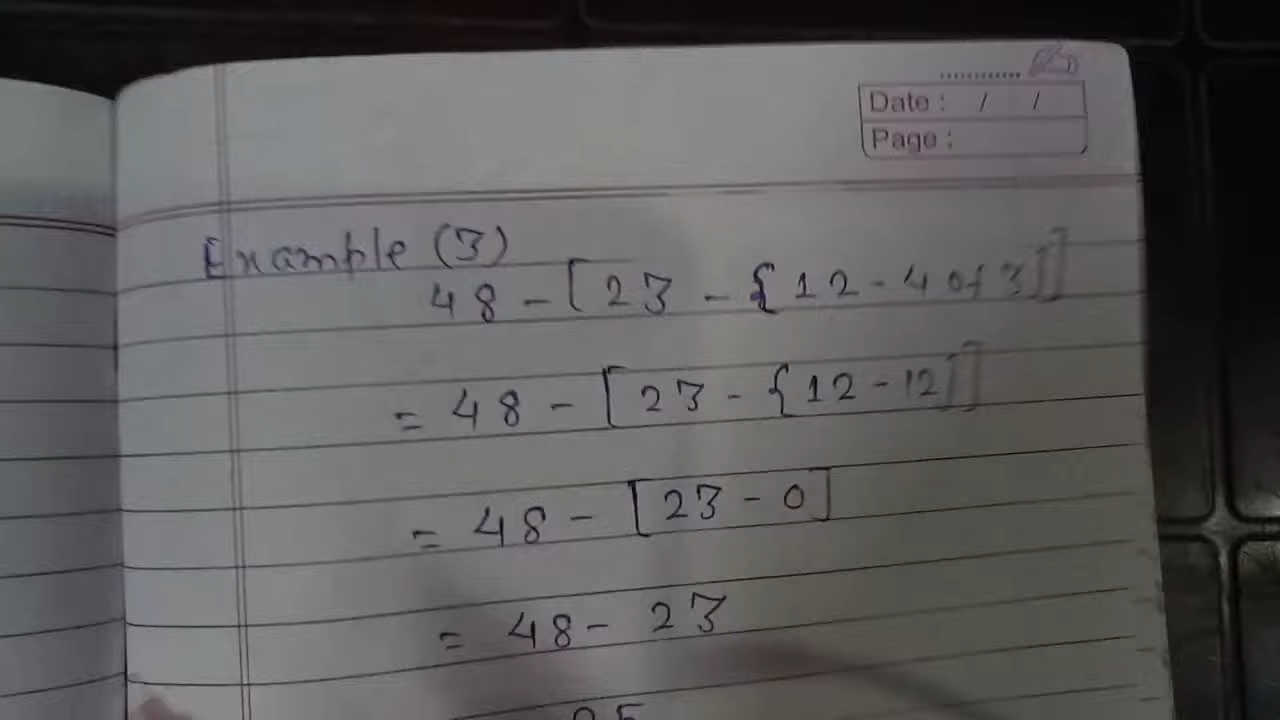 Date : / /
Page :
Example (3)
48 - [23 - {12 - 4 of 3}]
= 48 - [23 - {12 - 12}]
= 48 - [23 - 0]
= 48 - 23